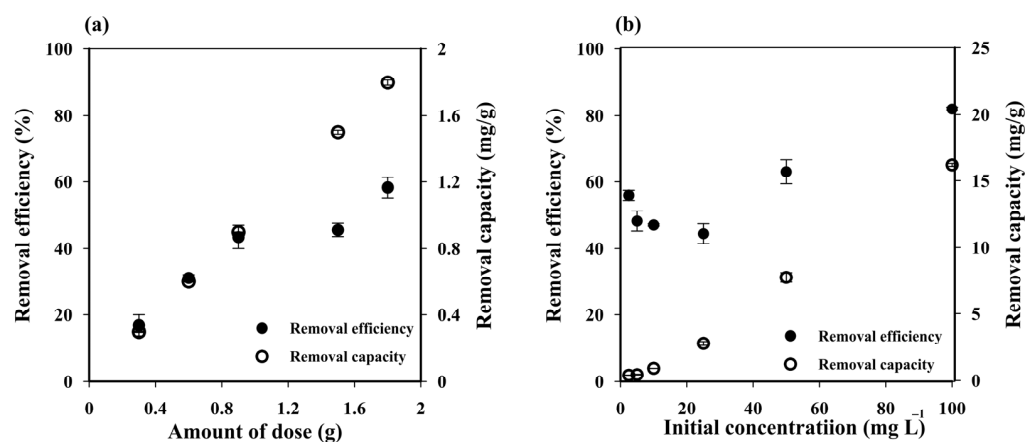 (a)
Removal efficiency (%)
100
80
60
40
20
0
2
1.6
1.2
0.8
0.4
0
Removal capacity (mg/g)
Removal efficiency
Removal capacity
0 0.4 0.8 1.2 1.6 2
Amount of dose (g)
(b)
Removal efficiency (%)
100
80
60
40
20
0
25
20
15
10
5
0
Removal capacity (mg/g)
Removal efficiency
Removal capacity
0 20 40 60 80 100
Initial concentratiion (mg L⁻¹)